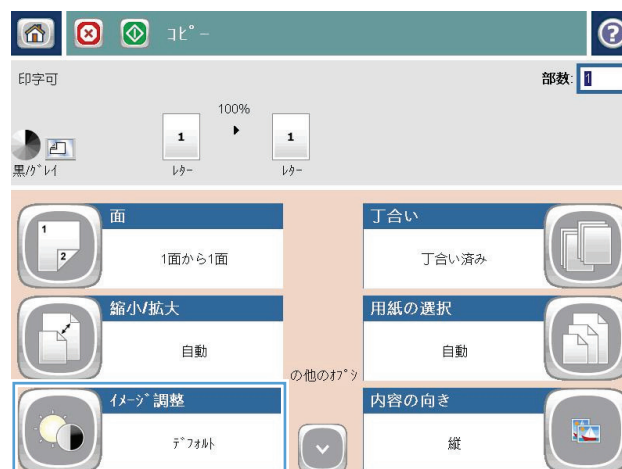 コピー
印字可
部数: 1
100%
1
1
黒/グレイ
レター
レター
面
1
2
1面から1面
丁合い
丁合い済み
縮小/拡大
自動
用紙の選択
自動
の他のオプシ
イメージ調整
デフォルト
内容の向き
縦